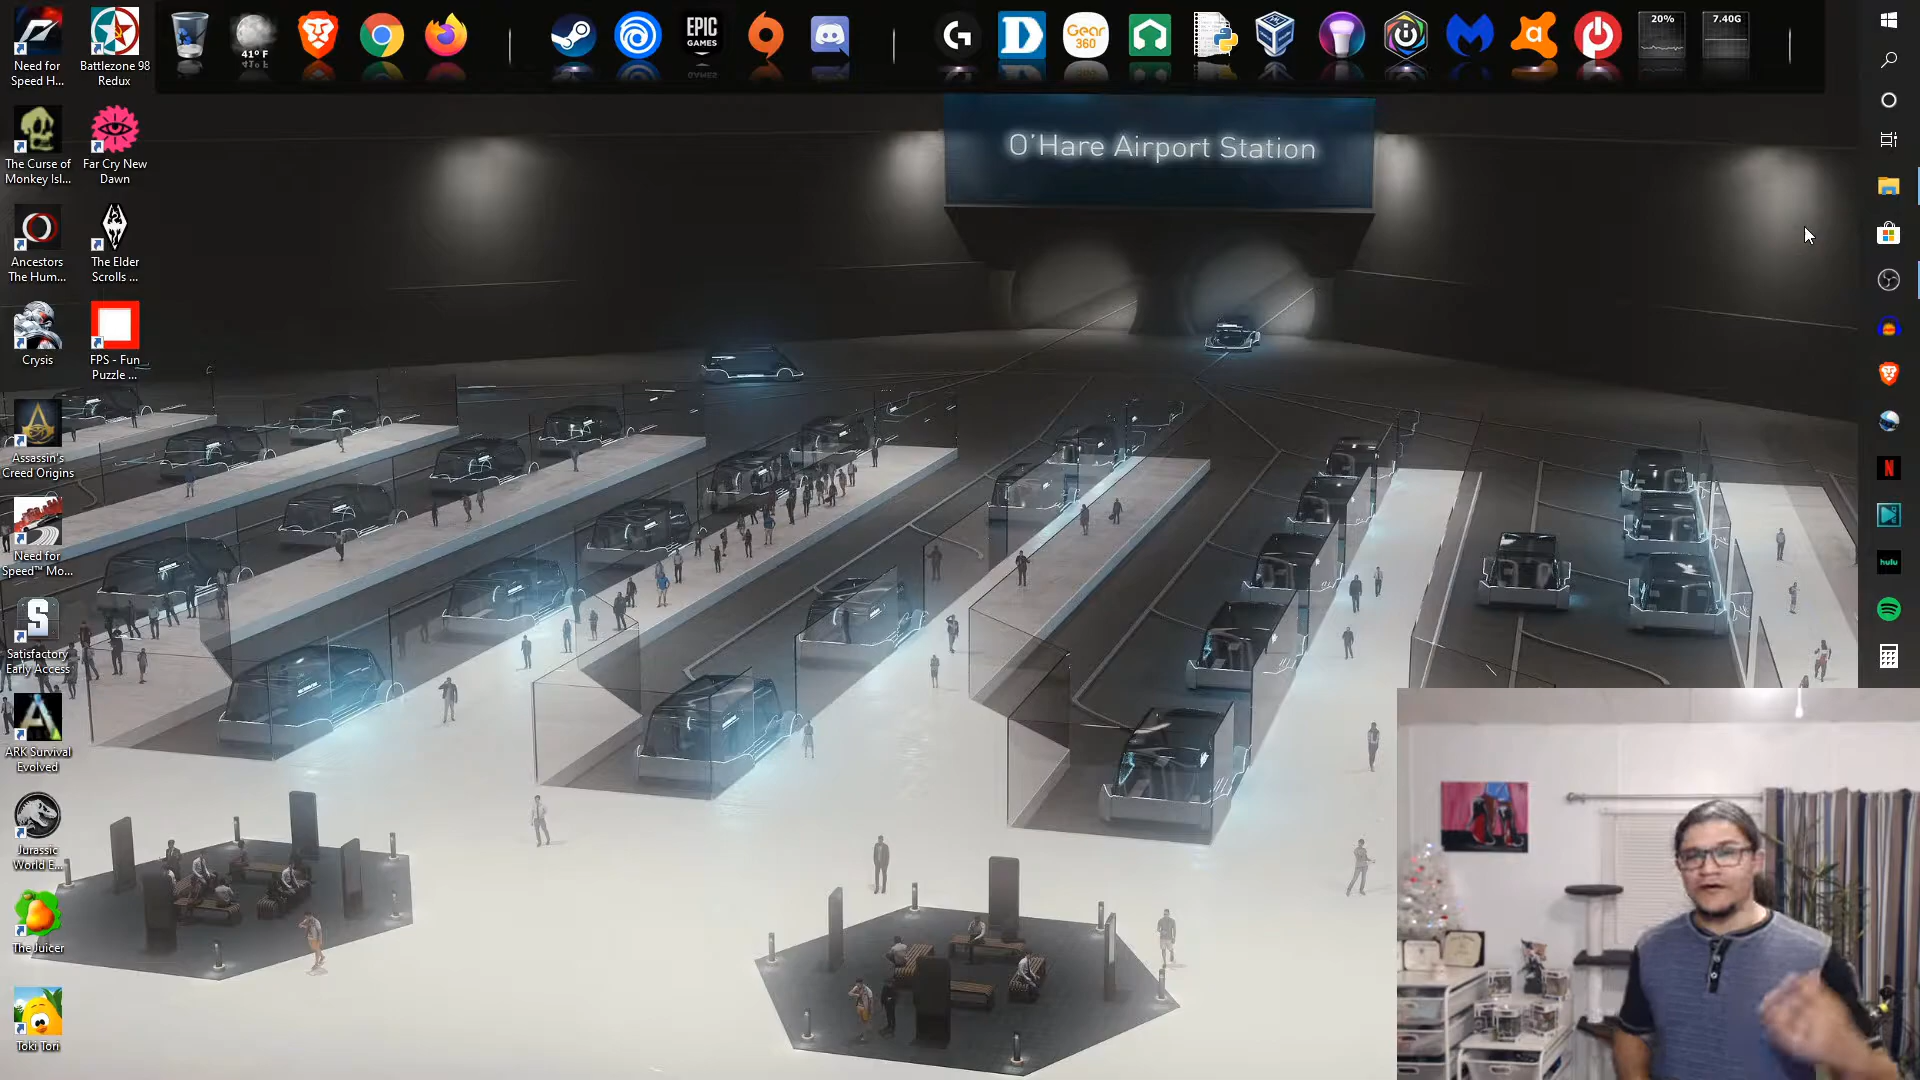 Need for
Speed H...
Battlezone 98
Redux
41° F
EPIC
GAMES
Gear
360
20%
7.40G
O'Hare Airport Station
The Curse of
Monkey Isl...
Far Cry New
Dawn
Ancestors
The Hum...
The Elder
Scrolls ...
Crysis
FPS - Fun
Puzzle ...
Assassin's
Creed Origins
Need for
Speed™ Mo...
Satisfactory
Early Access
ARK Survival
Evolved
Jurassic
World E...
The Juicer
Toki Tori
hulu